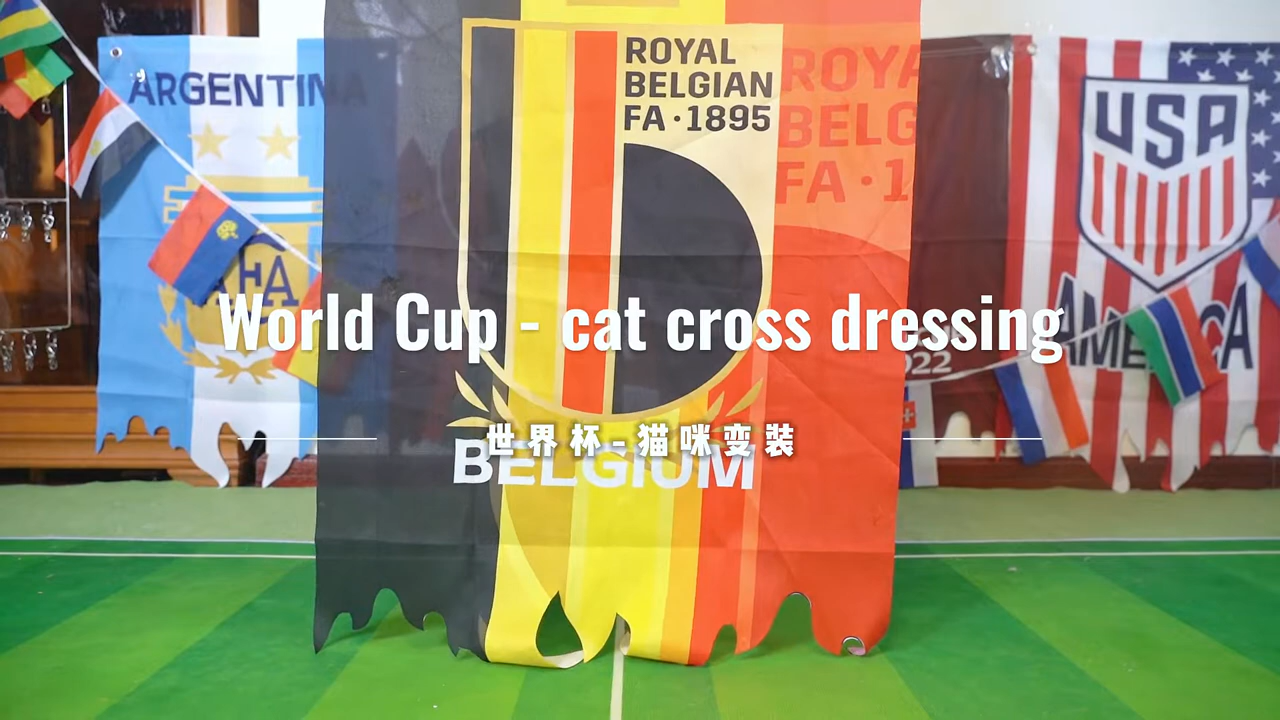 ARGENTINA
AFA
ROYAL
BELGIAN
FA·1895
ROYA
BELG
FA·1
USA
AMERICA
World Cup - cat cross dressing
022
世界杯-猫咪变装
BELGIUM